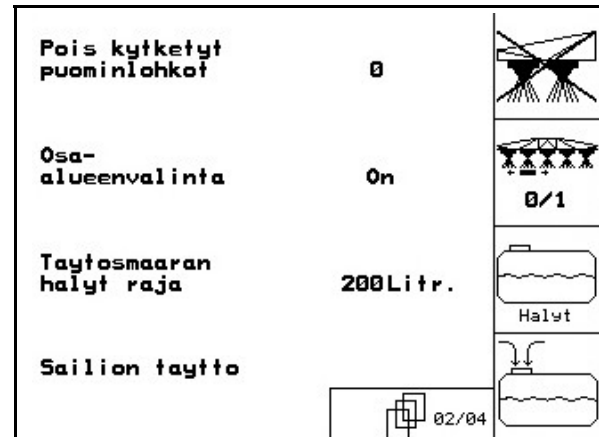 Pois kytketyt
puominlohkot 0
Osa-
alueenvalinta On
0/1
Taytosmaaran
halyt raja 200Litr.
Halyt
Sailion taytto
02/04